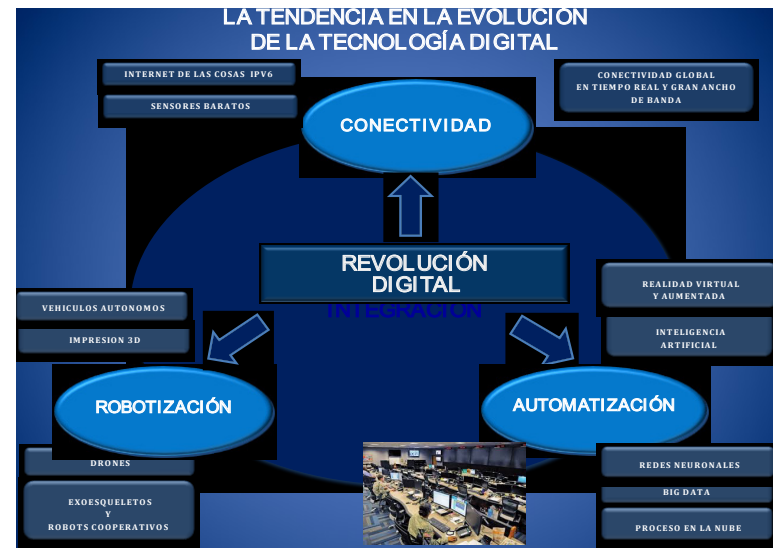 LA TENDENCIA EN LA EVOLUCIÓN
DE LA TECNOLOGÍA DIGITAL
INTERNET DE LAS COSAS IPV6
SENSORES BARATOS
CONECTIVIDAD GLOBAL
EN TIEMPO REAL Y GRAN ANCHO
DE BANDA
CONECTIVIDAD
REVOLUCIÓN
DIGITAL
INTEGRACIÓN
VEHICULOS AUTONOMOS
IMPRESION 3D
REALIDAD VIRTUAL
Y AUMENTADA
INTELIGENCIA
ARTIFICIAL
ROBOTIZACIÓN
AUTOMATIZACIÓN
DRONES
EXOESQUELETOS
Y
ROBOTS COOPERATIVOS
REDES NEURONALES
BIG DATA
PROCESO EN LA NUBE